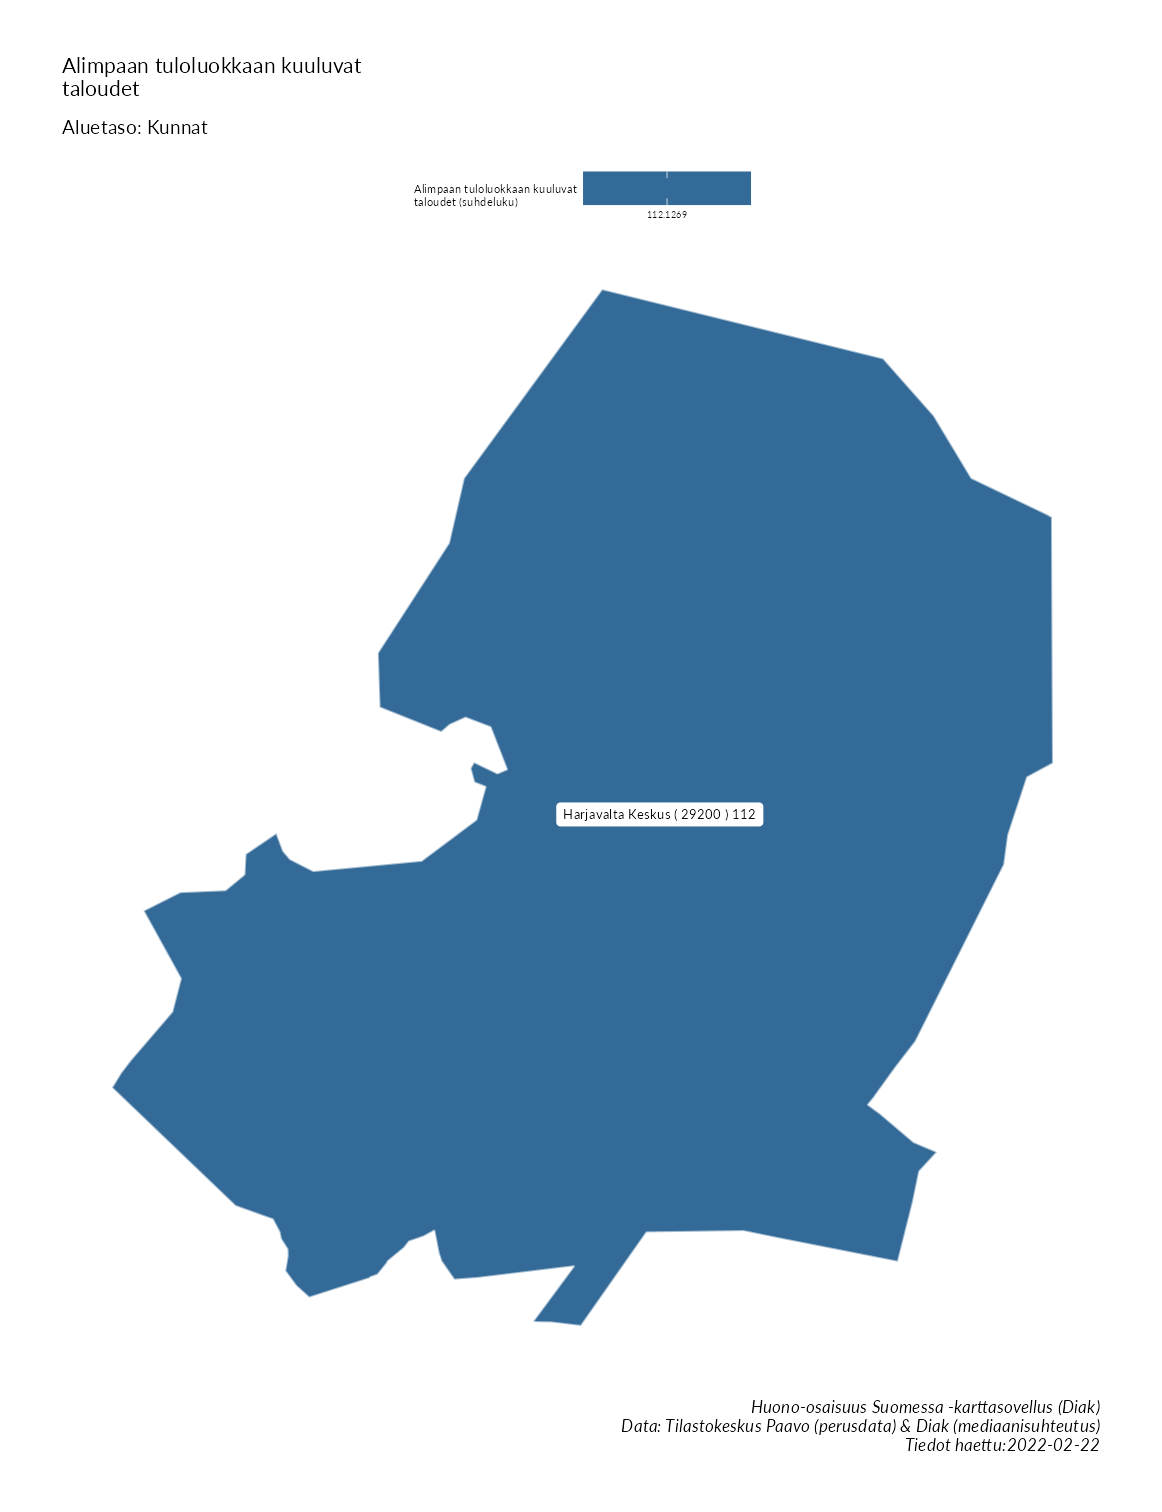 Alimpaan tuloluokkaan kuuluvat
taloudet
Aluetaso: Kunnat
Alimpaan tuloluokkaan kuuluvat
taloudet (suhdeluku)
112.1269
Harjavalta Keskus ( 29200 ) 112
Huono-osaisuus Suomessa -karttasovellus (Diak)
Data: Tilastokeskus Paavo (perusdata) & Diak (mediaanisuhteutus)
Tiedot haettu:2022-02-22